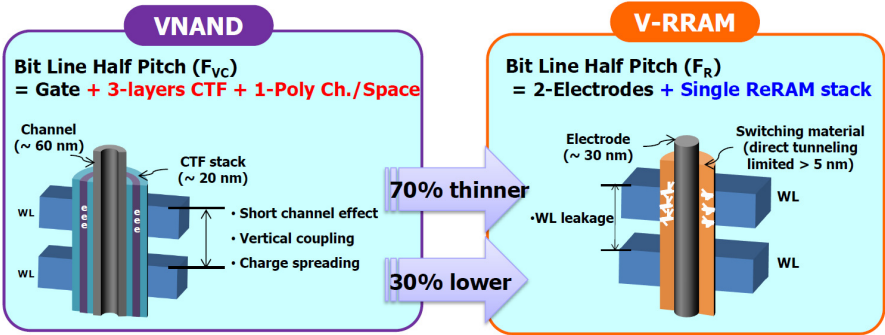 VNAND
Bit Line Half Pitch (FVC)
= Gate + 3-layers CTF + 1-Poly Ch./Space
Channel
(~ 60 nm)
CTF stack
(~ 20 nm)
WL
e e
e e
e e
WL
· Short channel effect
· Vertical coupling
· Charge spreading
70% thinner
30% lower
V-RRAM
Bit Line Half Pitch (FR)
= 2-Electrodes + Single ReRAM stack
Electrode
(~ 30 nm)
Switching material
(direct tunneling
limited > 5 nm)
·WL leakage
WL
WL